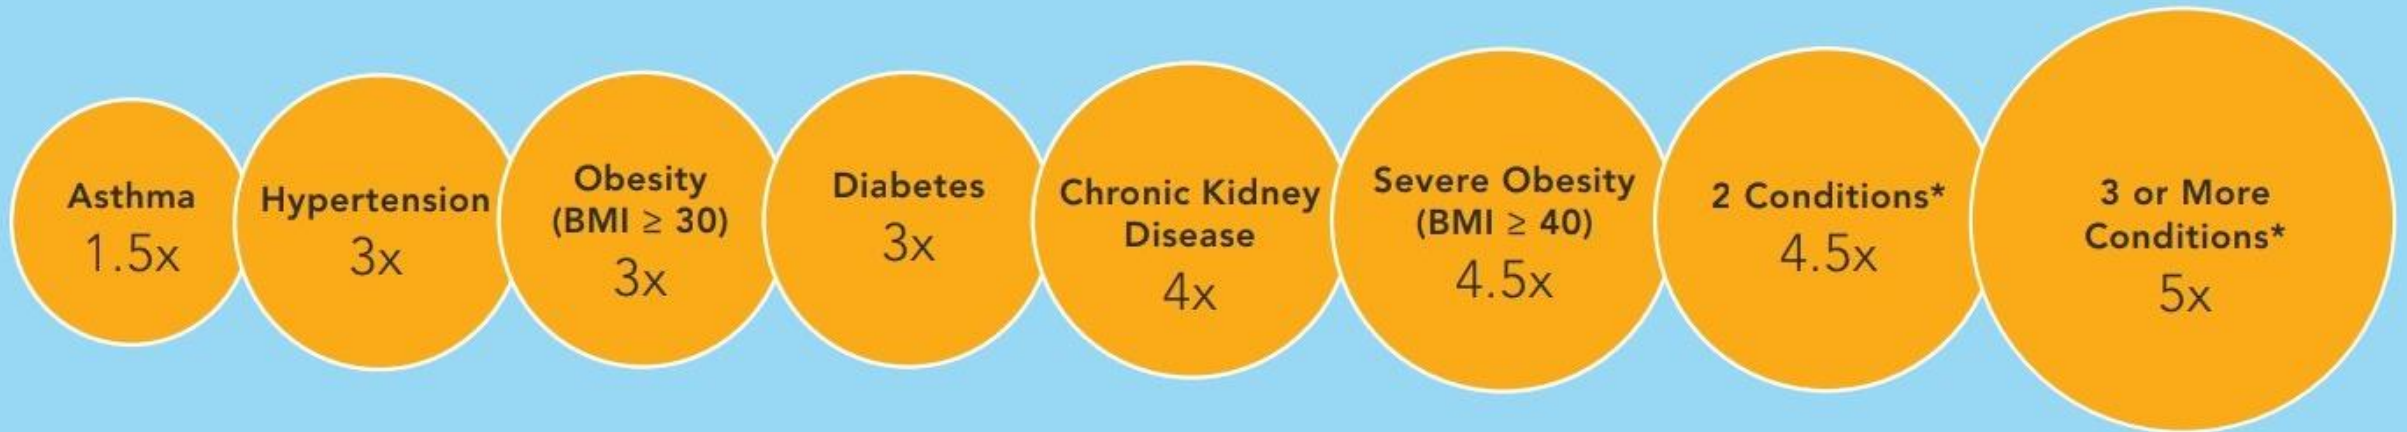 Asthma
1.5x
Hypertension
3x
Obesity
(BMI ≥ 30)
3x
Diabetes
3x
Chronic Kidney
Disease
4x
Severe Obesity
(BMI ≥ 40)
4.5x
2 Conditions*
4.5x
3 or More
Conditions*
5x